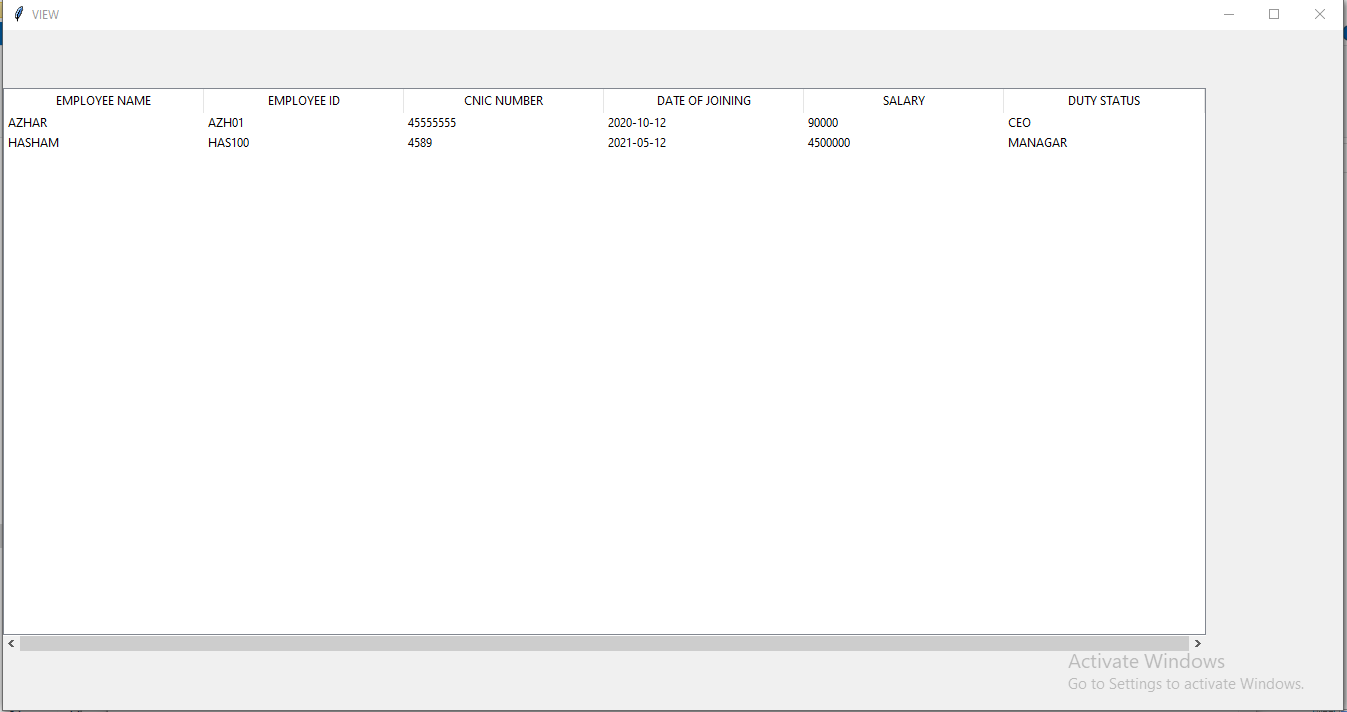 VIEW
EMPLOYEE NAME EMPLOYEE ID CNIC NUMBER DATE OF JOINING SALARY DUTY STATUS
AZHAR AZH01 45555555 2020-10-12 90000 CEO
HASHAM HAS100 4589 2021-05-12 4500000 MANAGAR
Activate Windows
Go to Settings to activate Windows.